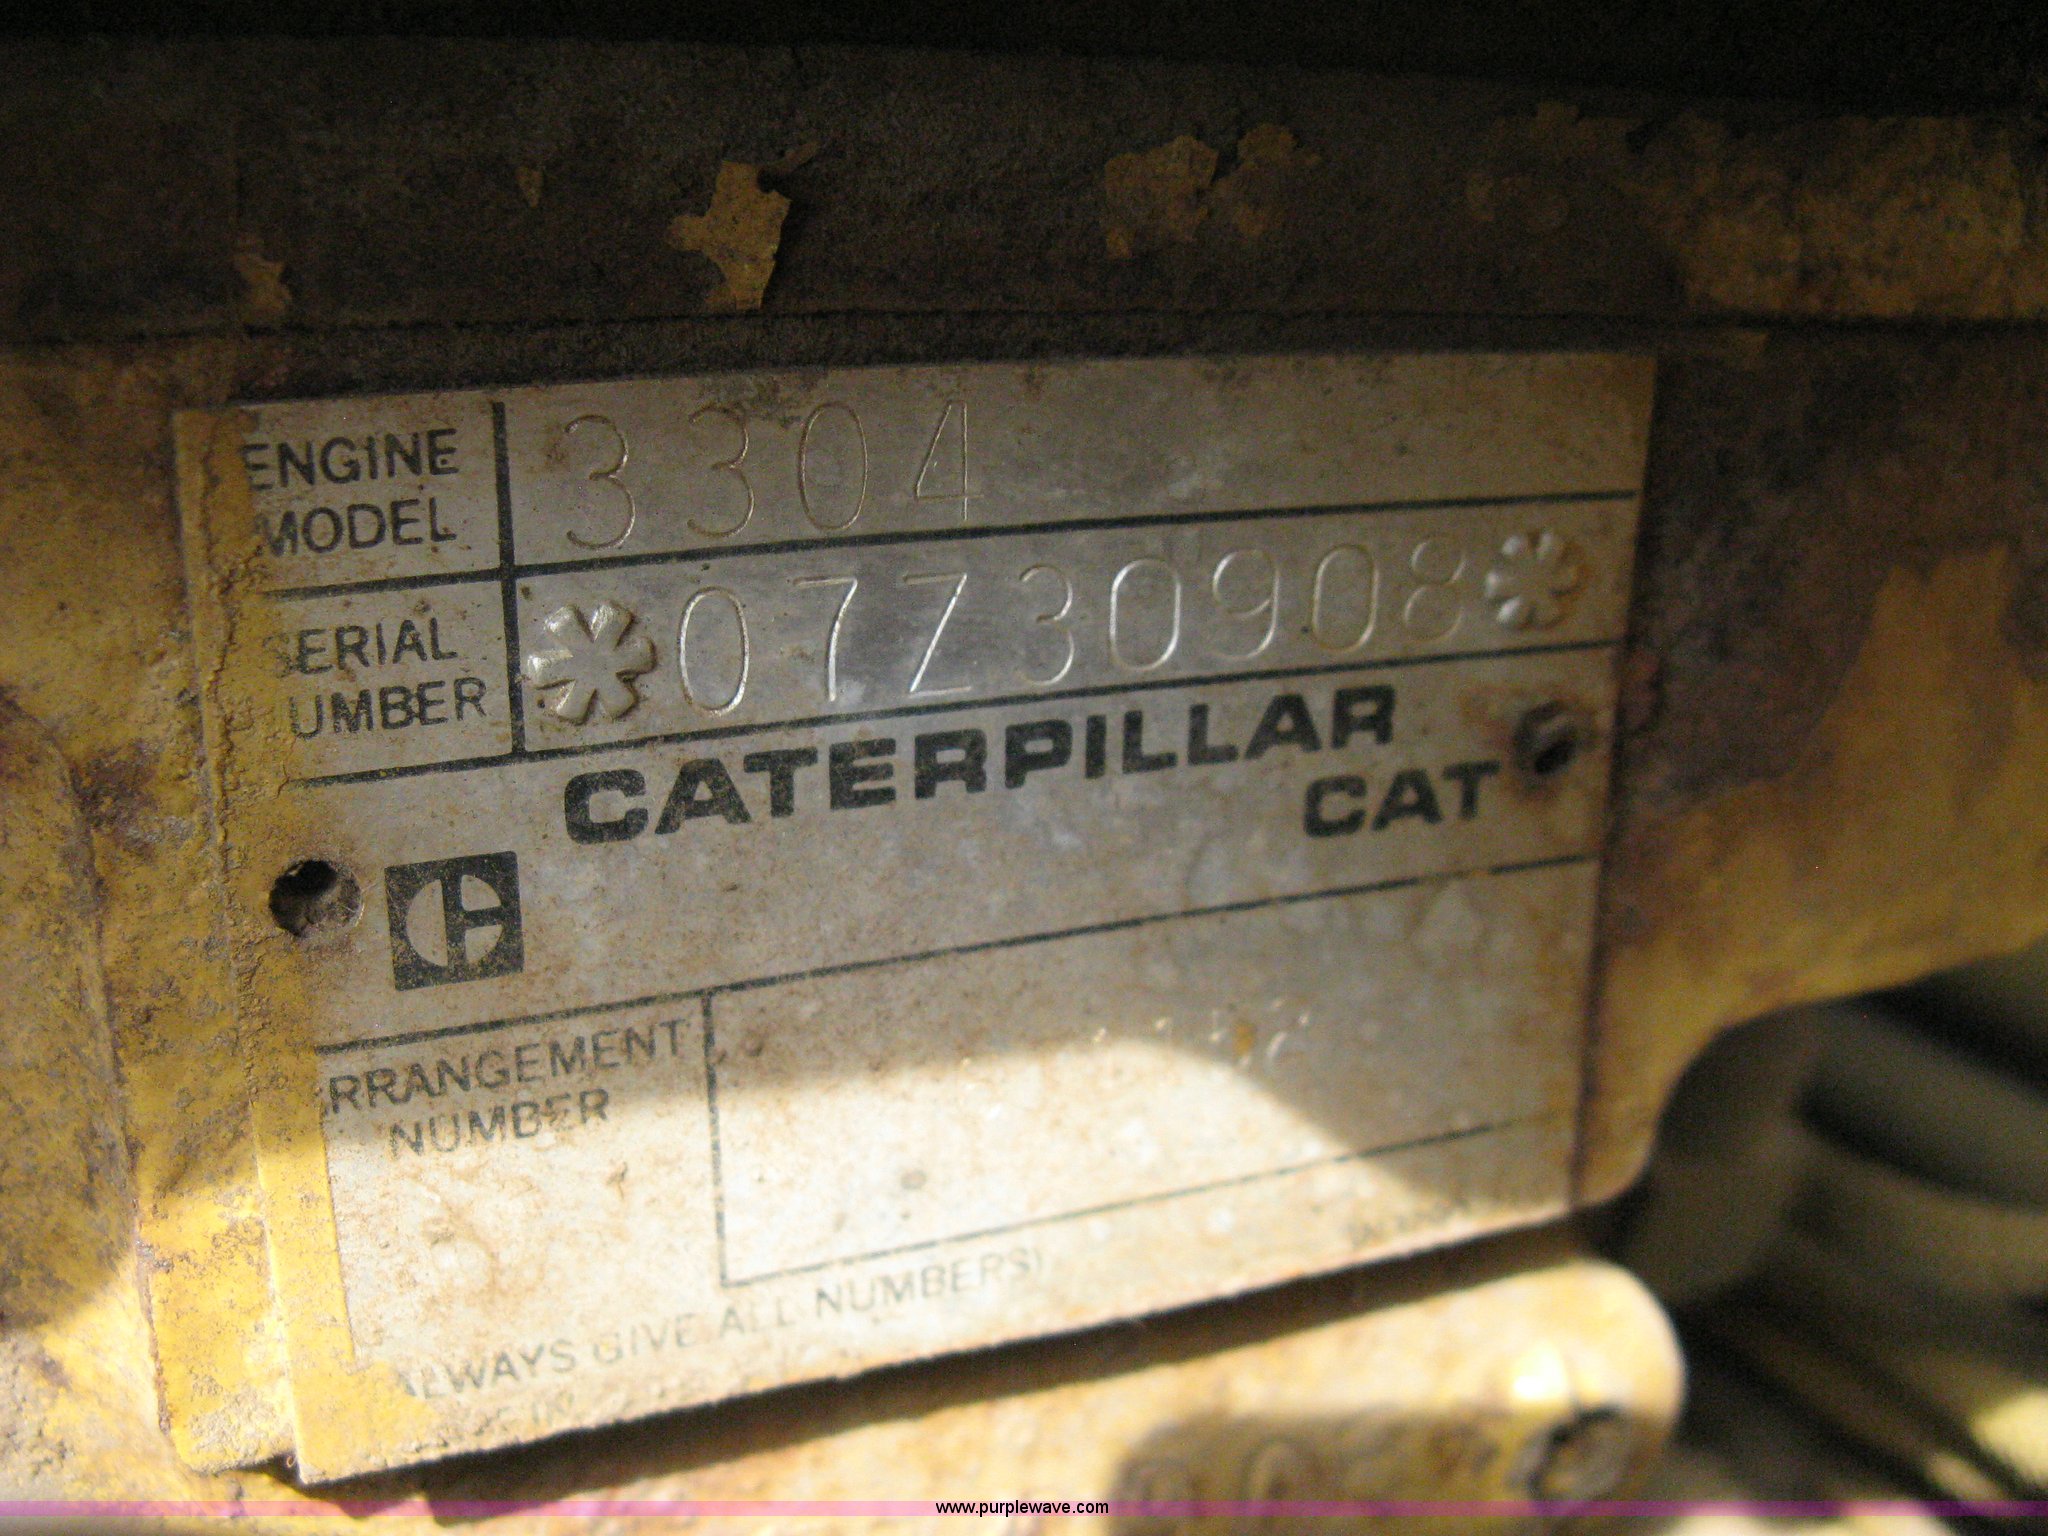 ENGINE MODEL 3304
SERIAL NUMBER *07Z30908*
CATERPILLAR
CAT
ARRANGEMENT NUMBER
ALWAYS GIVE ALL NUMBERS!
www.purplewave.com